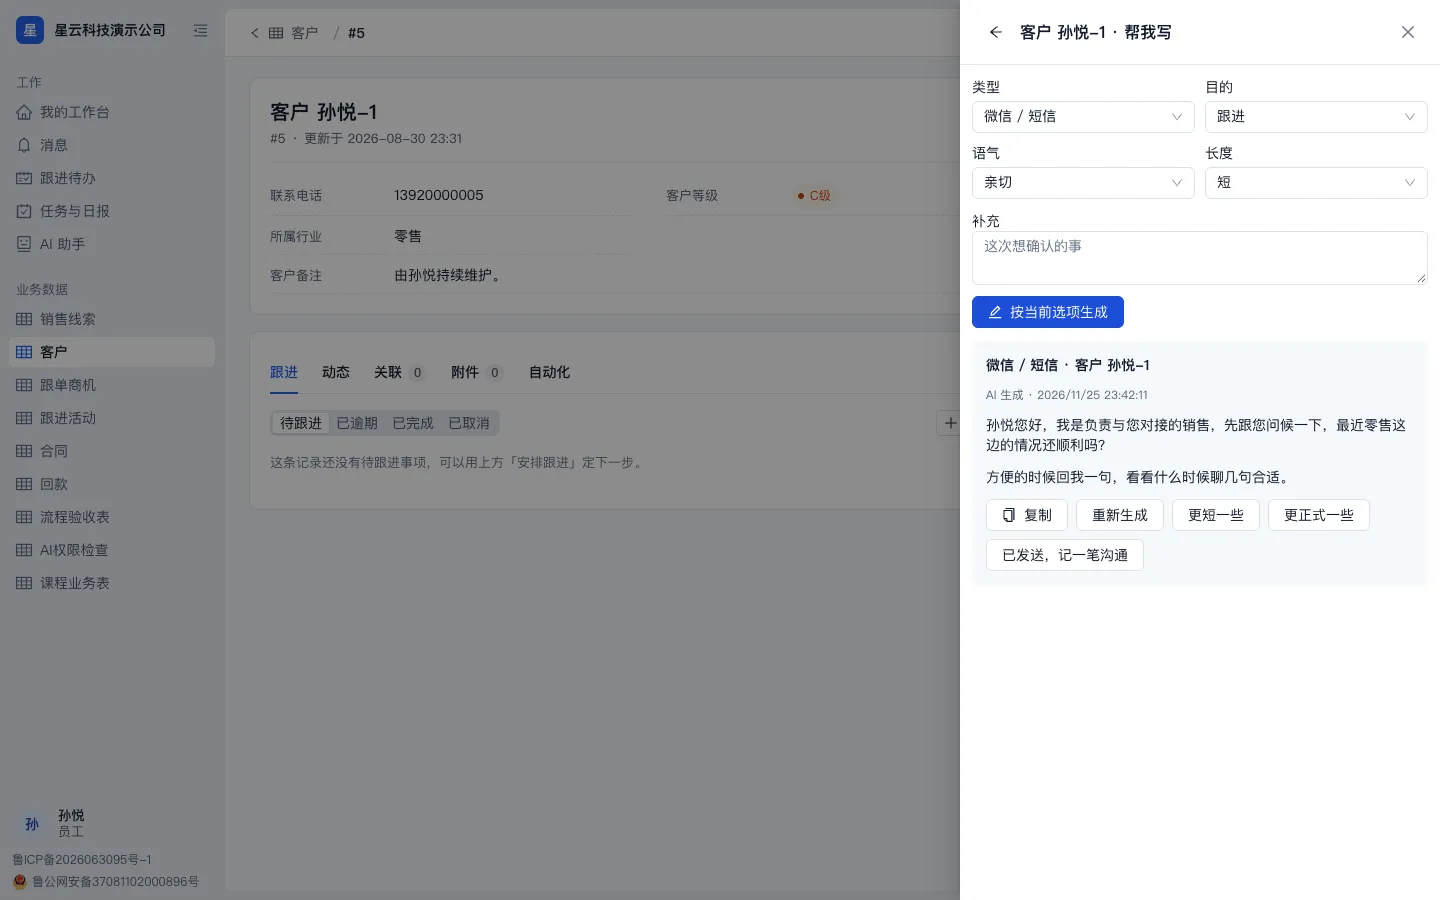 星 星云科技演示公司
工作
我的工作台
消息
跟进待办
任务与日报
AI 助手
业务数据
销售线索
客户
跟单商机
跟进活动
合同
回款
流程验收表
AI权限检查
课程业务表
孙 孙悦
员工
鲁ICP备2026063095号-1
鲁公网安备37081102000896号
客户 / #5
客户 孙悦-1
#5 · 更新于 2026-08-30 23:31
联系电话 13920000005 客户等级 C级
所属行业 零售
客户备注 由孙悦持续维护。
跟进 动态 关联 0 附件 0 自动化
待跟进 已逾期 已完成 已取消
这条记录还没有待跟进事项，可以用上方「安排跟进」定下一步。
客户 孙悦-1 · 帮我写
类型 目的
微信 / 短信 跟进
语气 长度
亲切 短
补充
这次想确认的事
按当前选项生成
微信 / 短信 · 客户 孙悦-1
AI 生成 · 2026/11/25 23:42:11
孙悦您好，我是负责与您对接的销售，先跟您问候一下，最近零售这
边的情况还顺利吗？
方便的时候回我一句，看看什么时候聊几句合适。
复制 重新生成 更短一些 更正式一些
已发送，记一笔沟通